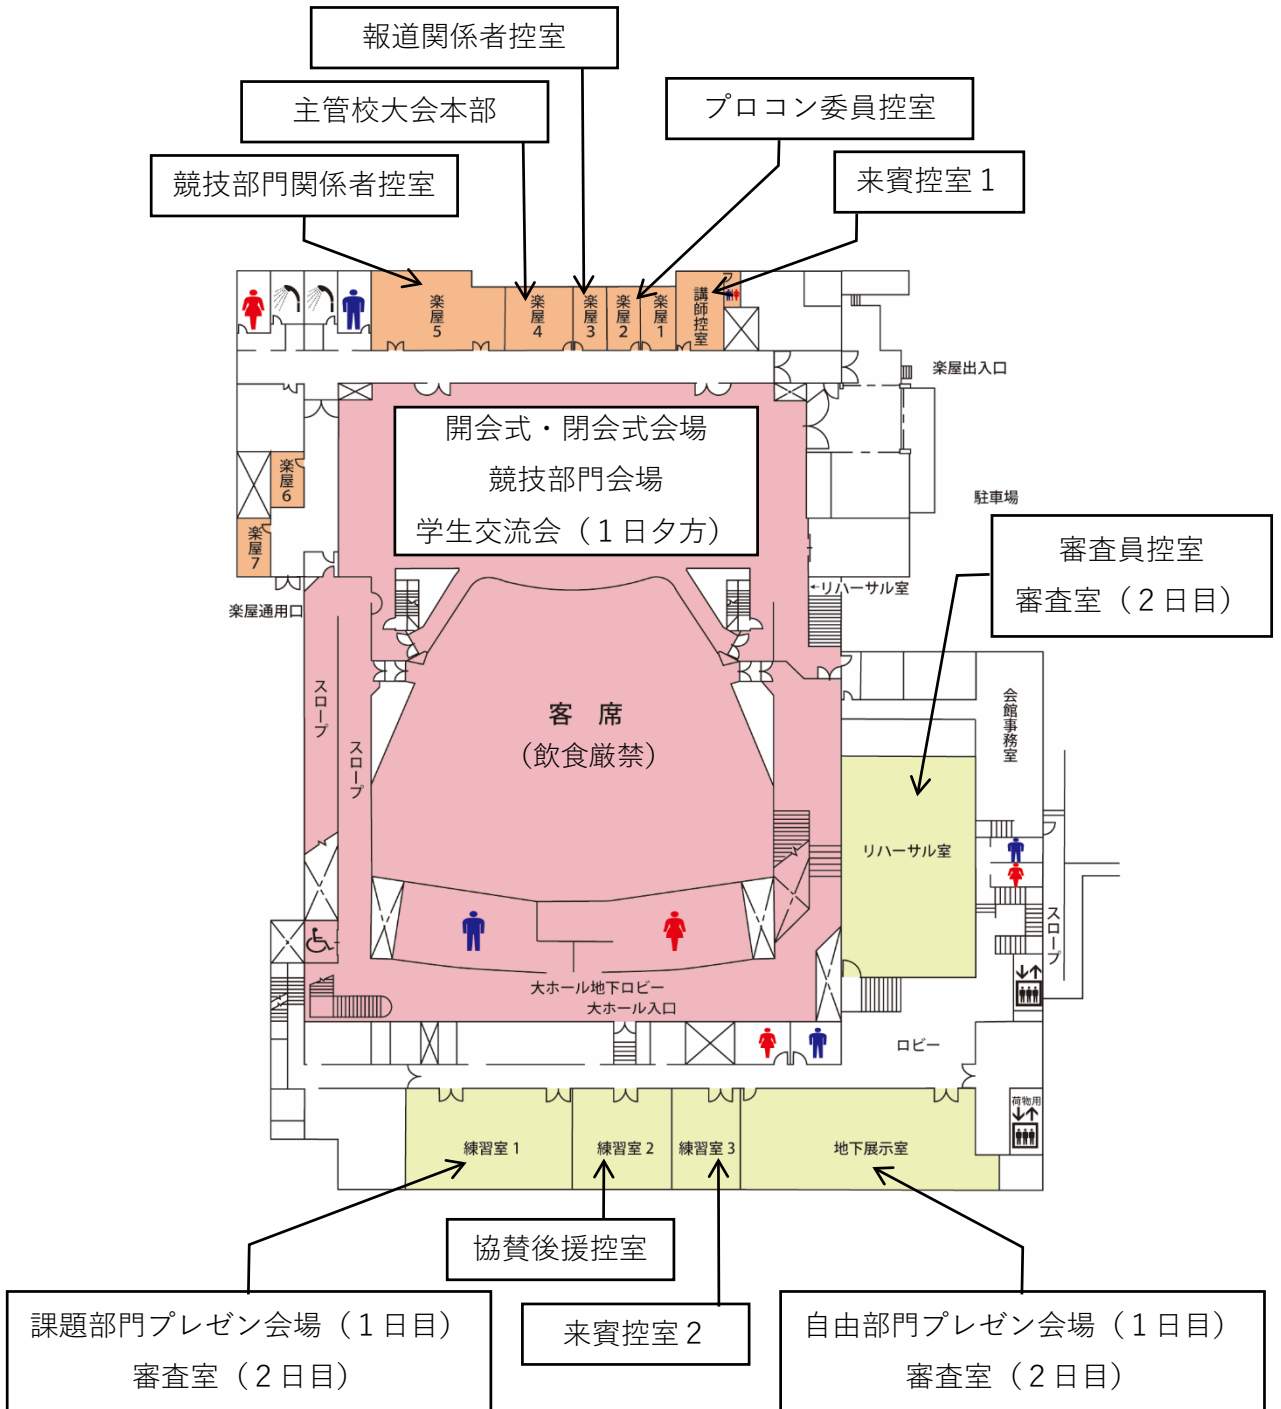 報道関係者控室
主管校大会本部
プロコン委員控室
競技部門関係者控室
来賓控室１
楽屋5
楽屋4
楽屋3
楽屋2
楽屋1
講師控室
楽屋出入口
開会式・閉会式会場
競技部門会場
学生交流会（１日夕方）
楽屋6
楽屋7
駐車場
審査員控室
審査室（２日目）
←リハーサル室
楽屋通用口
スロープ
スロープ
客 席
（飲食厳禁）
会館事務室
リハーサル室
スロープ
大ホール地下ロビー
大ホール入口
ロビー
荷物用
練習室 1
練習室 2
練習室 3
地下展示室
協賛後援控室
課題部門プレゼン会場（１日目）
審査室（２日目）
来賓控室２
自由部門プレゼン会場（１日目）
審査室（２日目）